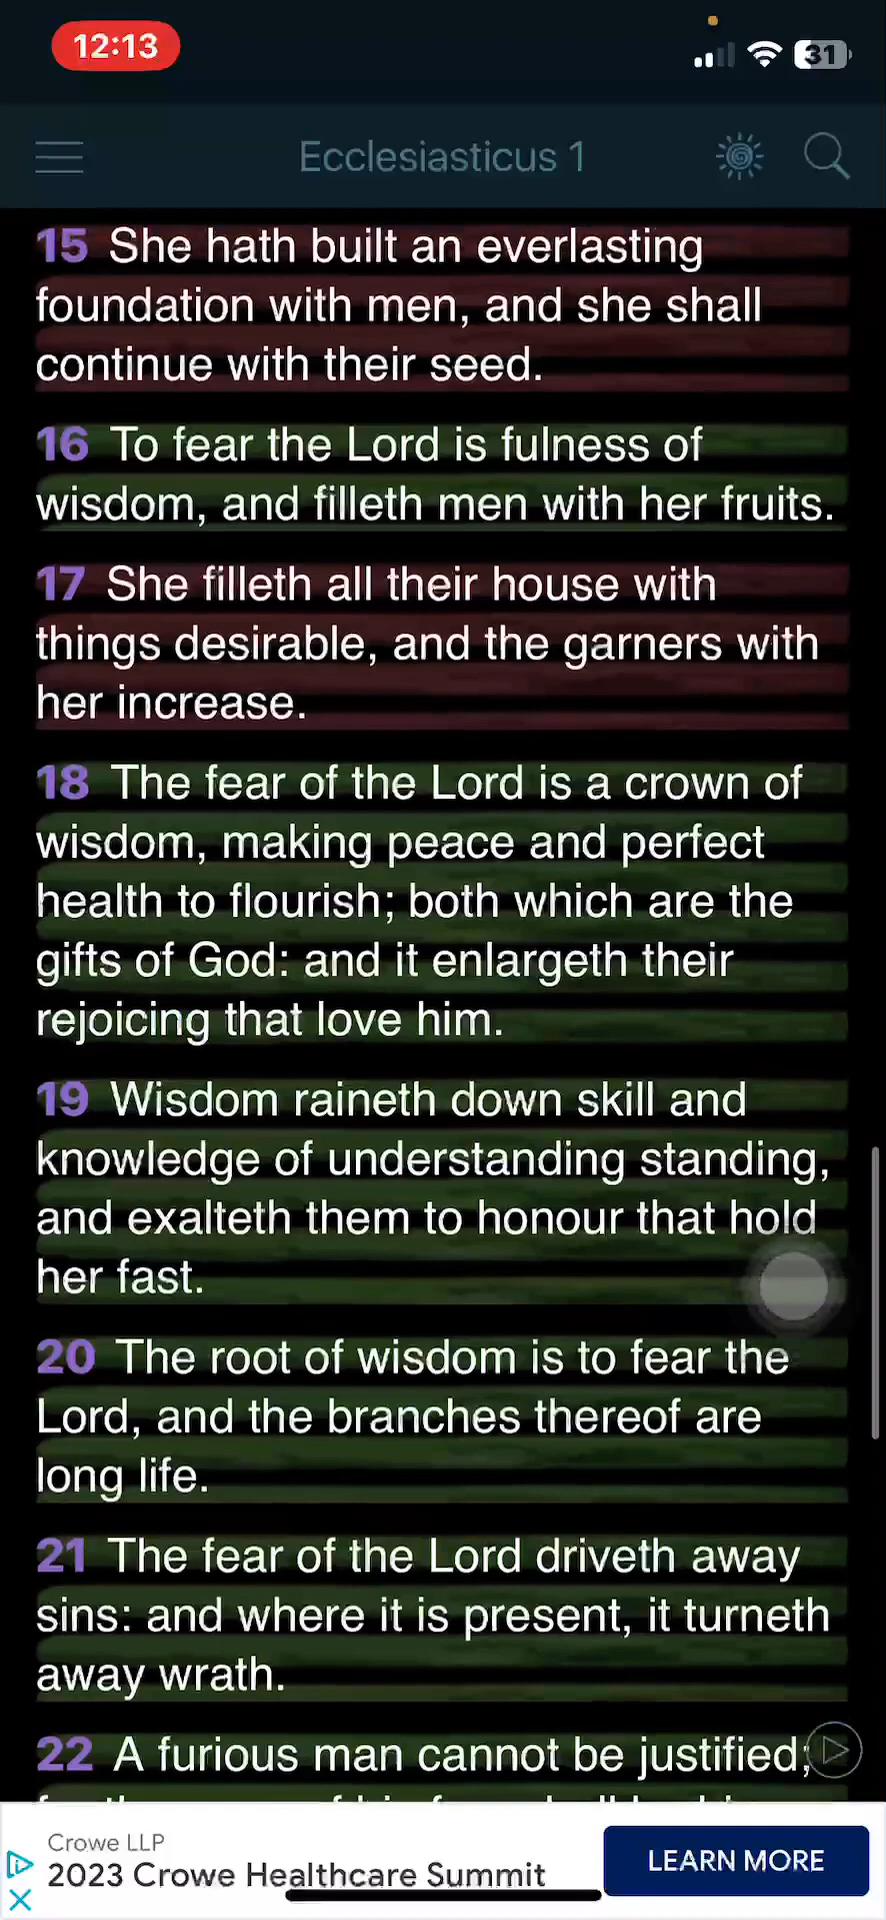 12:13
31
Ecclesiasticus 1
15 She hath built an everlasting
foundation with men, and she shall
continue with their seed.
16 To fear the Lord is fulness of
wisdom, and filleth men with her fruits.
17 She filleth all their house with
things desirable, and the garners with
her increase.
18 The fear of the Lord is a crown of
wisdom, making peace and perfect
health to flourish; both which are the
gifts of God: and it enlargeth their
rejoicing that love him.
19 Wisdom raineth down skill and
knowledge of understanding standing,
and exalteth them to honour that hold
her fast.
20 The root of wisdom is to fear the
Lord, and the branches thereof are
long life.
21 The fear of the Lord driveth away
sins: and where it is present, it turneth
away wrath.
22 A furious man cannot be justified;
Crowe LLP
2023 Crowe Healthcare Summit
LEARN MORE